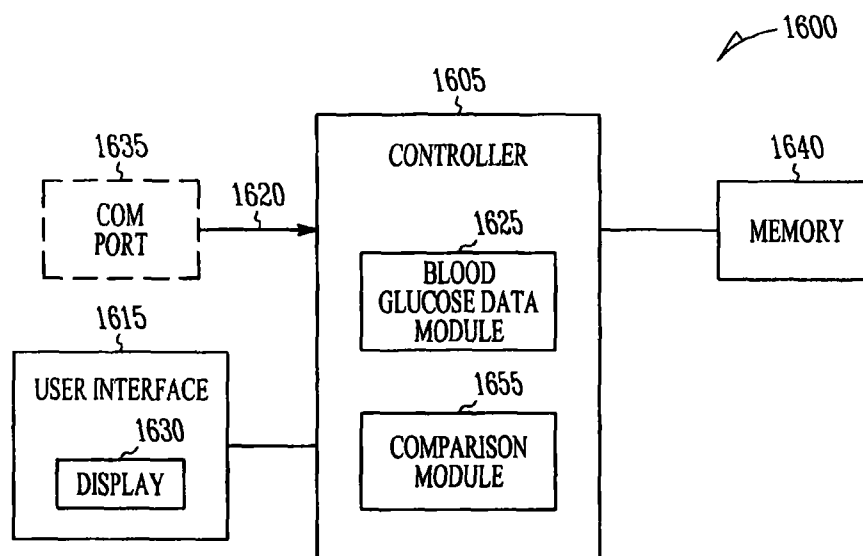 1600
1605
CONTROLLER
1635
COM
PORT
1620
1640
MEMORY
1625
BLOOD
GLUCOSE DATA
MODULE
1615
USER INTERFACE
1630
DISPLAY
1655
COMPARISON
MODULE